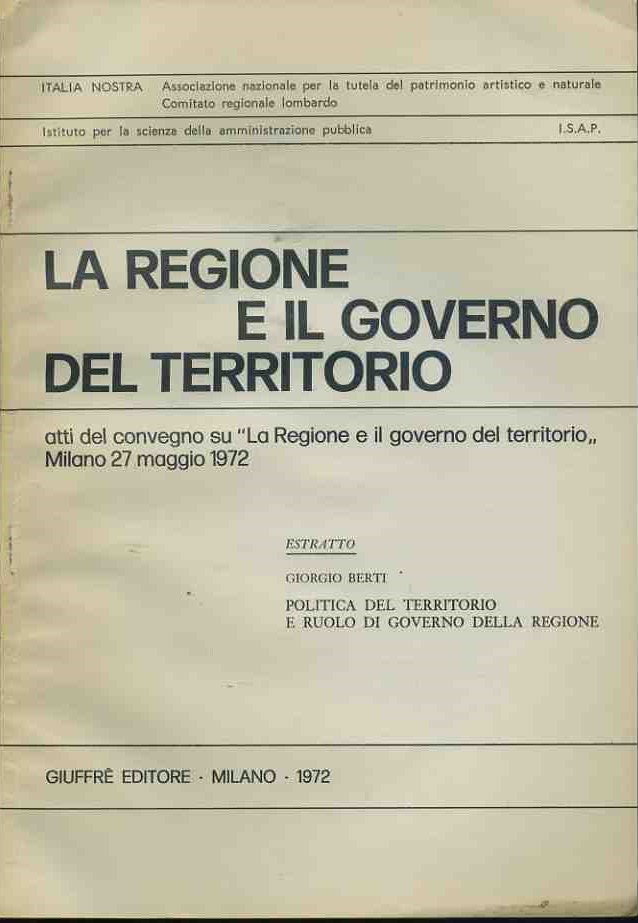 ITALIA NOSTRA Associazione nazionale per la tutela del patrimonio artistico e naturale
Comitato regionale lombardo
Istituto per la scienza della amministrazione pubblica I.S.A.P.
LA REGIONE
E IL GOVERNO
DEL TERRITORIO
atti del convegno su "La Regione e il governo del territorio„
Milano 27 maggio 1972
ESTRATTO
GIORGIO BERTI
POLITICA DEL TERRITORIO
E RUOLO DI GOVERNO DELLA REGIONE
GIUFFRÊ EDITORE · MILANO · 1972